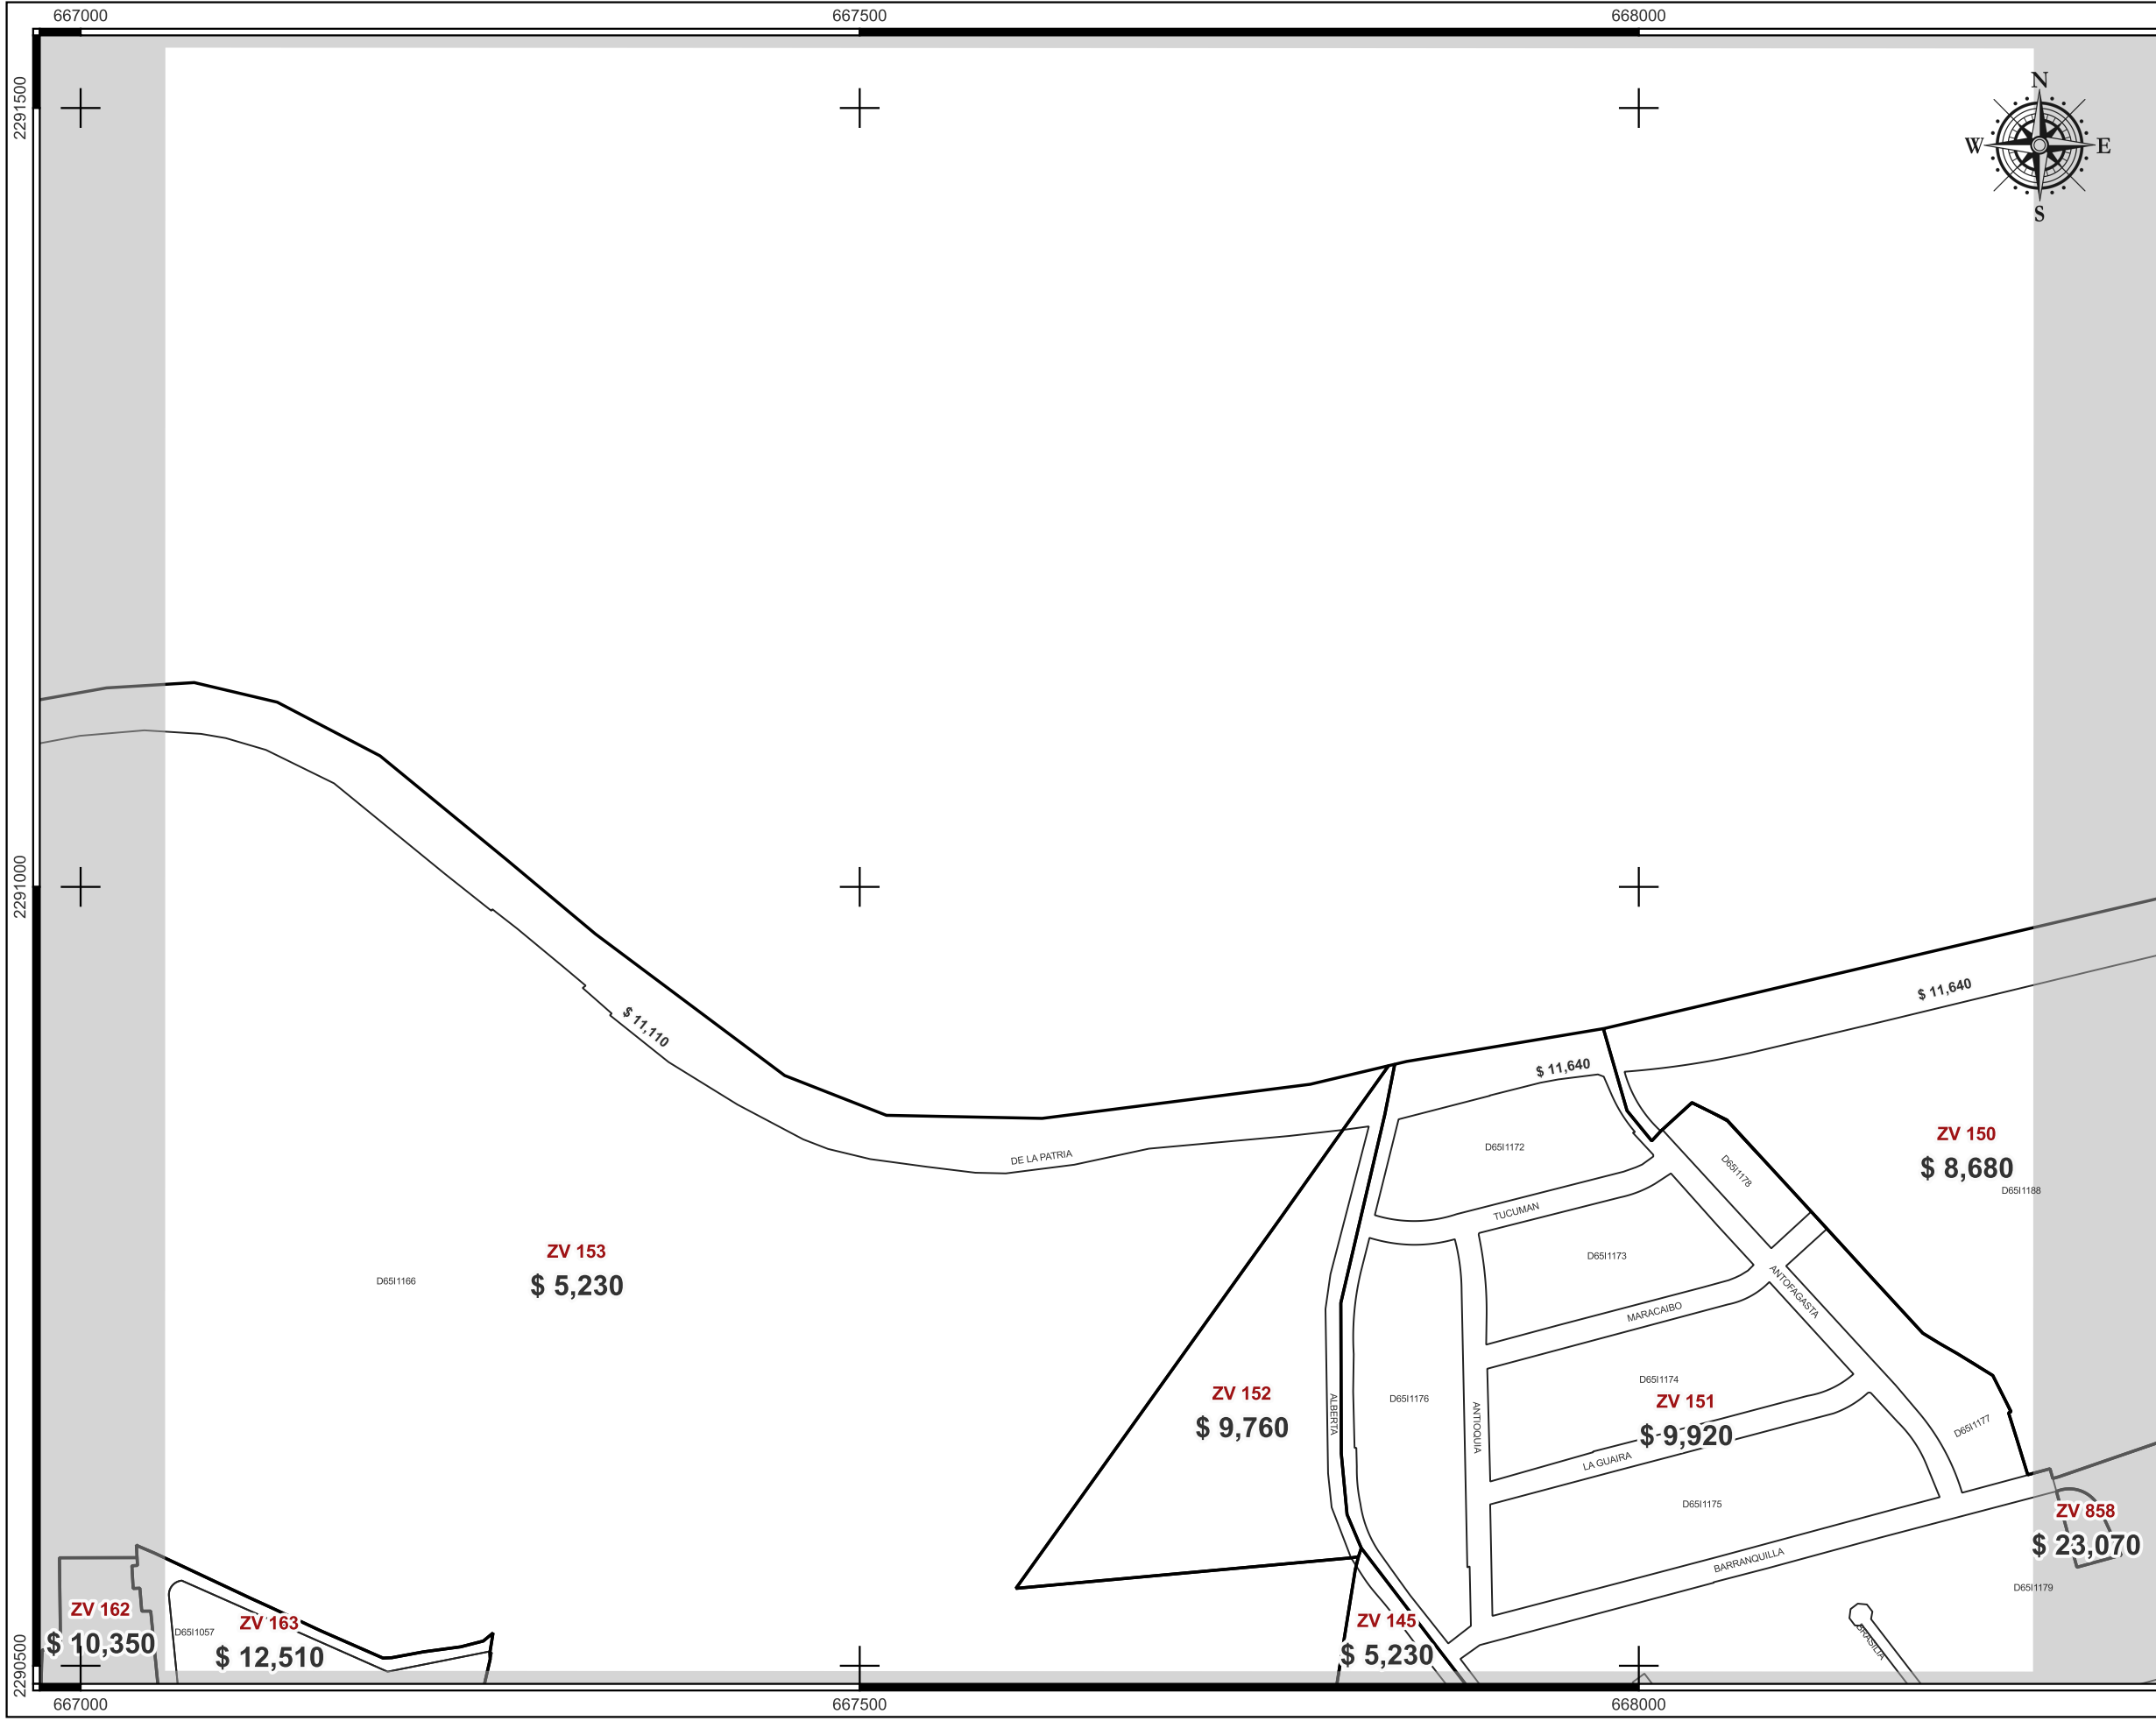 667000
667500
668000
2291500
N
W
E
S
2291000
$ 11,640
$ 11,110
$ 11,640
ZV 150
$ 8,680
D65I1188
D65I1172
DE LA PATRIA
D65I1178
TUCUMAN
ZV 153
$ 5,230
D65I1166
D65I1173
ANTOFAGASTA
MARACAIBO
ZV 152
$ 9,760
ALBERTA
D65I1176
ANTIOQUIA
D65I1174
ZV 151
$ 9,920
D65I1177
LA GUAIRA
D65I1175
ZV 858
$ 23,070
BARRANQUILLA
D65I1179
ZV 162
$ 10,350
D65I1057
ZV 163
$ 12,510
ZV 145
$ 5,230
BRASILIA
2290500
667000
667500
668000